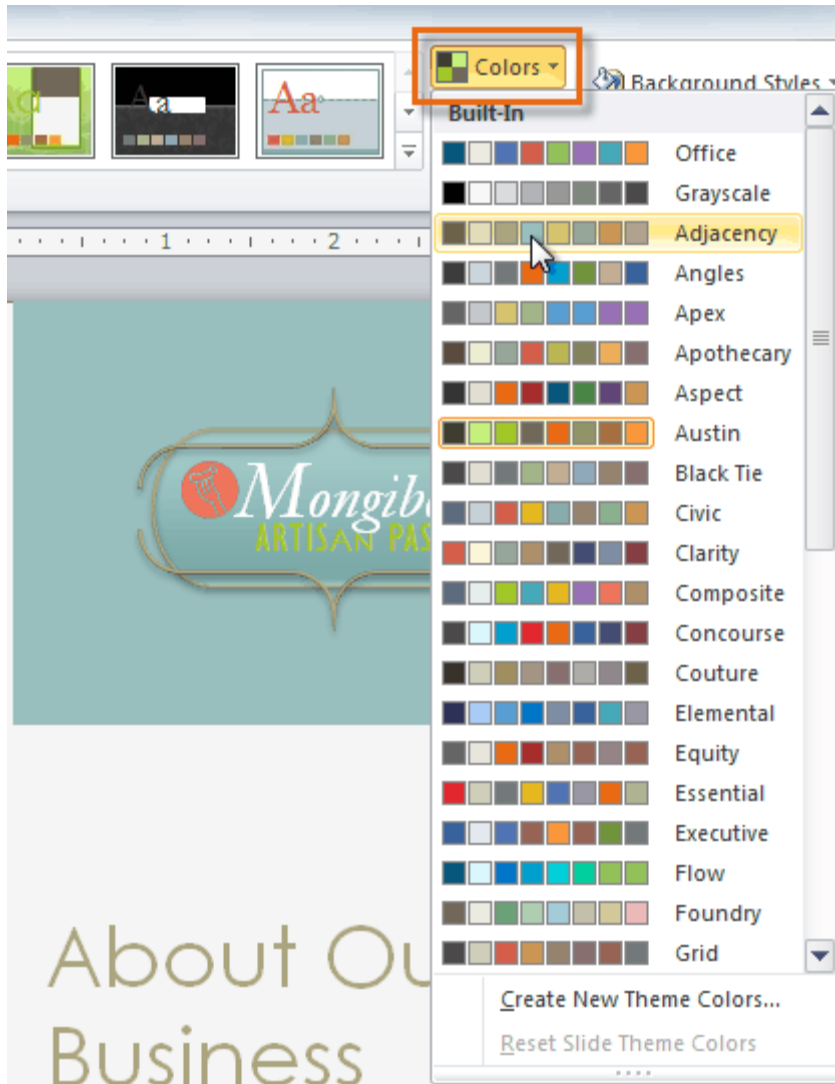 Colors
Background Styles
Aa
Aa
Built-In
Office
Grayscale
Adjacency
Angles
Apex
Apothecary
Aspect
Austin
Black Tie
Civic
Clarity
Composite
Concourse
Couture
Elemental
Equity
Essential
Executive
Flow
Foundry
Grid
Create New Theme Colors...
Reset Slide Theme Colors
1 2
Mongib
ARTISAN PAS
About Ou
Business